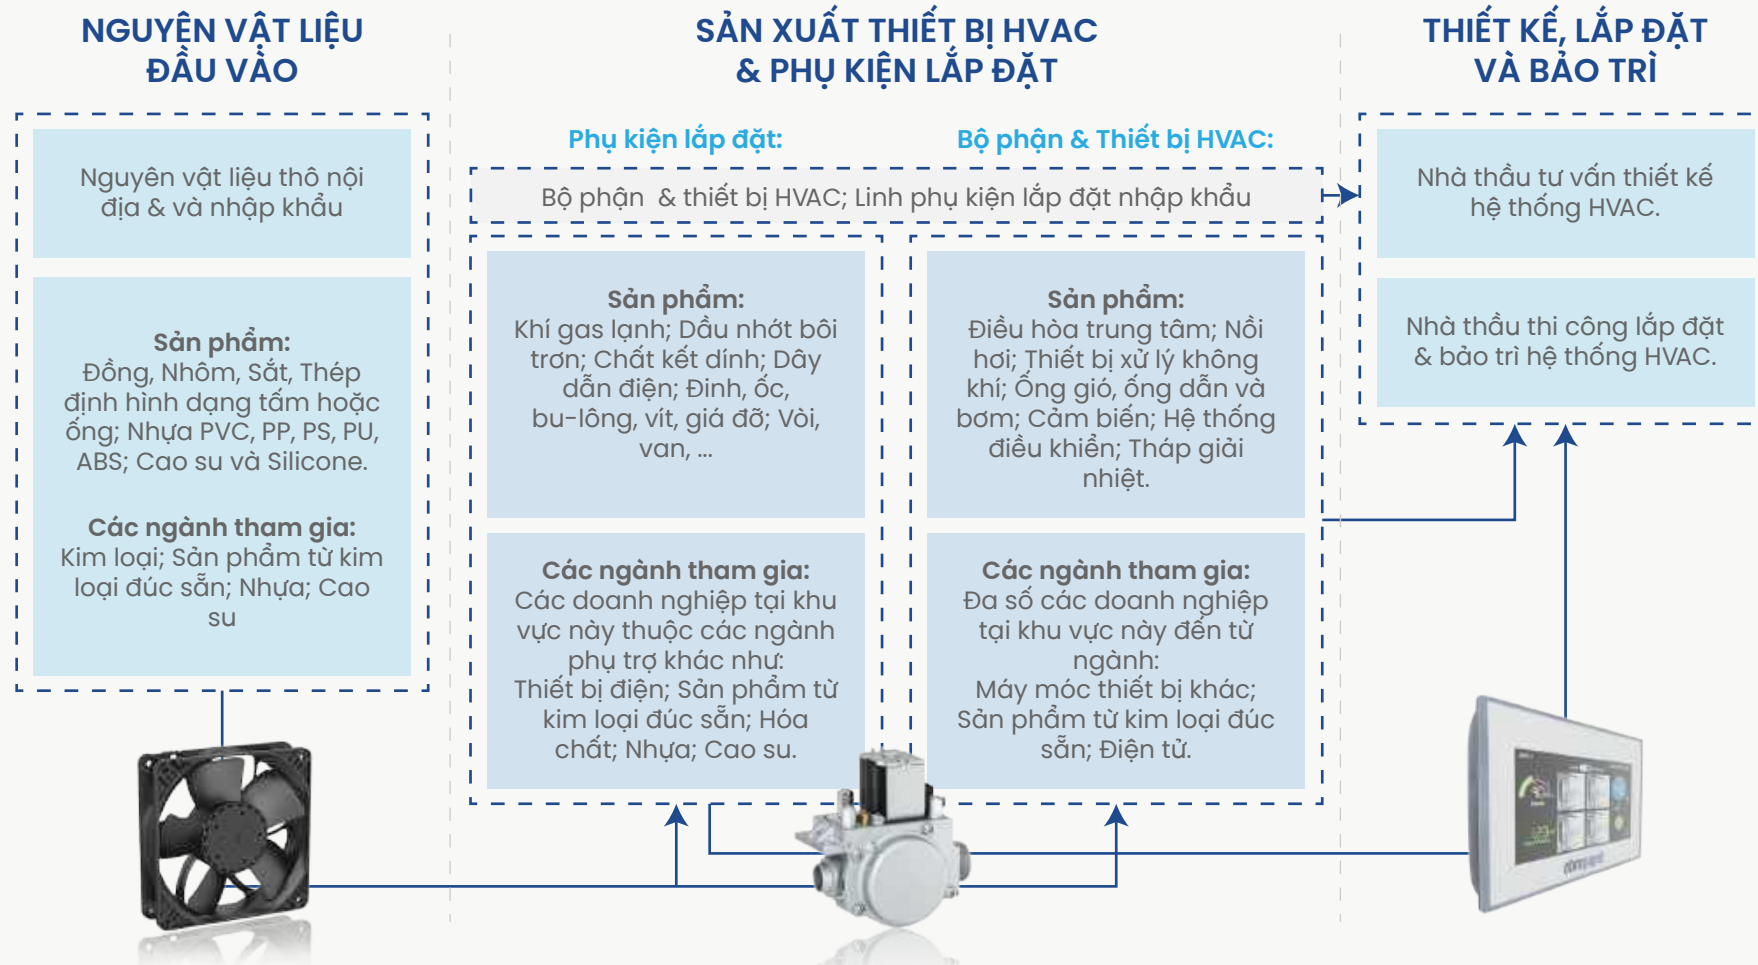 NGUYÊN VẬT LIỆU
ĐẦU VÀO
Nguyên vật liệu thô nội
địa & và nhập khẩu
Sản phẩm:
Đồng, Nhôm, Sắt, Thép
định hình dạng tấm hoặc
ống; Nhựa PVC, PP, PS, PU,
ABS; Cao su và Silicone.
Các ngành tham gia:
Kim loại; Sản phẩm từ kim
loại đúc sẵn; Nhựa; Cao
su
SẢN XUẤT THIẾT BỊ HVAC
& PHỤ KIỆN LẮP ĐẶT
Phụ kiện lắp đặt:
Bộ phận & Thiết bị HVAC:
Bộ phận & thiết bị HVAC; Linh phụ kiện lắp đặt nhập khẩu
Sản phẩm:
Khí gas lạnh; Dầu nhớt bôi
trơn; Chất kết dính; Dây
dẫn điện; Đinh, ốc,
bu-lông, vít, giá đỡ; Vòi,
van, ...
Các ngành tham gia:
Các doanh nghiệp tại khu
vực này thuộc các ngành
phụ trợ khác như:
Thiết bị điện; Sản phẩm từ
kim loại đúc sẵn; Hóa
chất; Nhựa; Cao su.
Sản phẩm:
Điều hòa trung tâm; Nồi
hơi; Thiết bị xử lý không
khí; Ống gió, ống dẫn và
bơm; Cảm biến; Hệ thống
điều khiển; Tháp giải
nhiệt.
Các ngành tham gia:
Đa số các doanh nghiệp
tại khu vực này đến từ
ngành:
Máy móc thiết bị khác;
Sản phẩm từ kim loại đúc
sẵn; Điện tử.
THIẾT KẾ, LẮP ĐẶT
VÀ BẢO TRÌ
Nhà thầu tư vấn thiết kế
hệ thống HVAC.
Nhà thầu thi công lắp đặt
& bảo trì hệ thống HVAC.